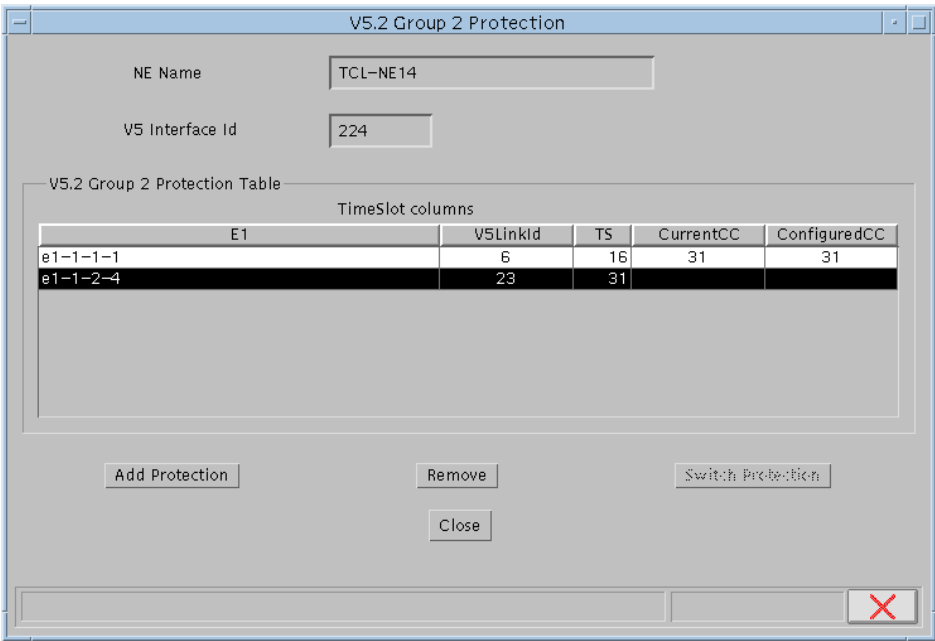 V5.2 Group 2 Protection
NE Name TCL-NE14
V5 Interface Id 224
V5.2 Group 2 Protection Table
TimeSlot columns
E1 V5LinkId TS CurrentCC ConfiguredCC
e1-1-1-1 6 16 31 31
e1-1-2-4 23 31
Add Protection Remove Switch Protection
Close